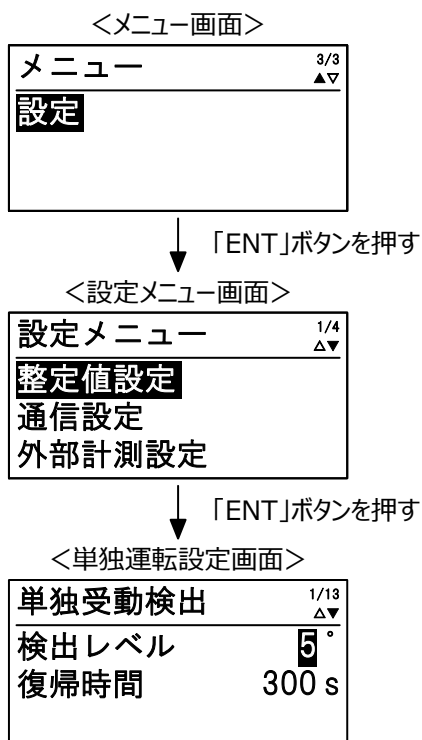 ＜メニュー画面＞
メニュー 3/3
▲▽
設定
「ENT」ボタンを押す
＜設定メニュー画面＞
設定メニュー 1/4
△▼
整定値設定
通信設定
外部計測設定
「ENT」ボタンを押す
＜単独運転設定画面＞
単独受動検出 1/13
△▼
検出レベル 5°
復帰時間 300 s